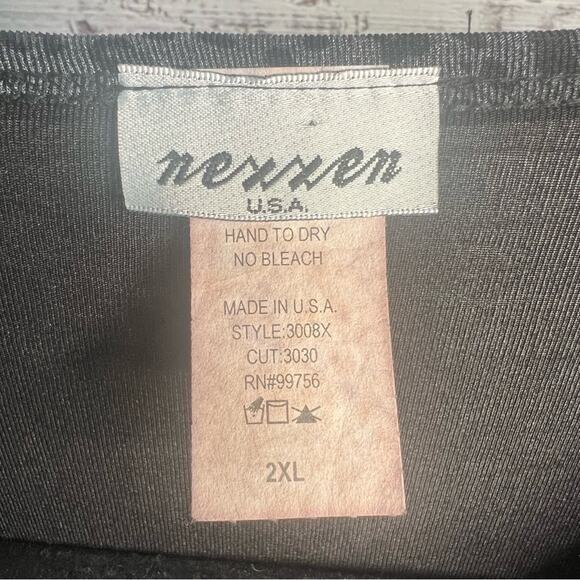 nexxen
U.S.A.
HAND TO DRY
NO BLEACH
MADE IN U.S.A.
STYLE:3008X
CUT:3030
RN#99756
2XL